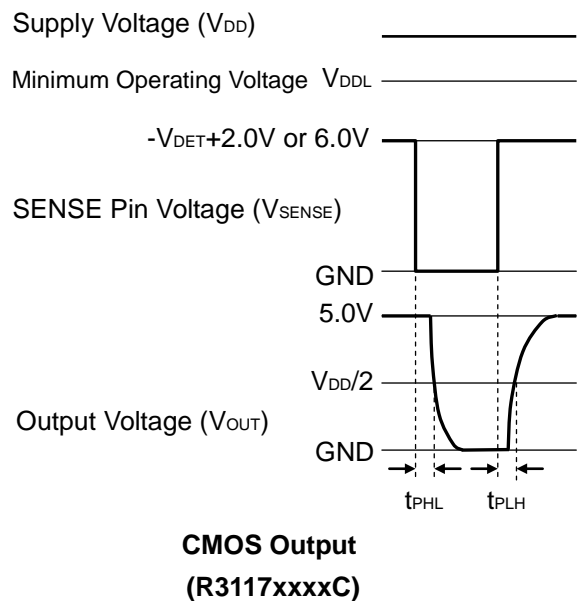 Supply Voltage (VDD)
Minimum Operating Voltage VDDL
-VDET+2.0V or 6.0V
SENSE Pin Voltage (VSENSE)
GND
5.0V
VDD/2
Output Voltage (VOUT)
GND
tPHL tPLH
CMOS Output
(R3117xxxxC)